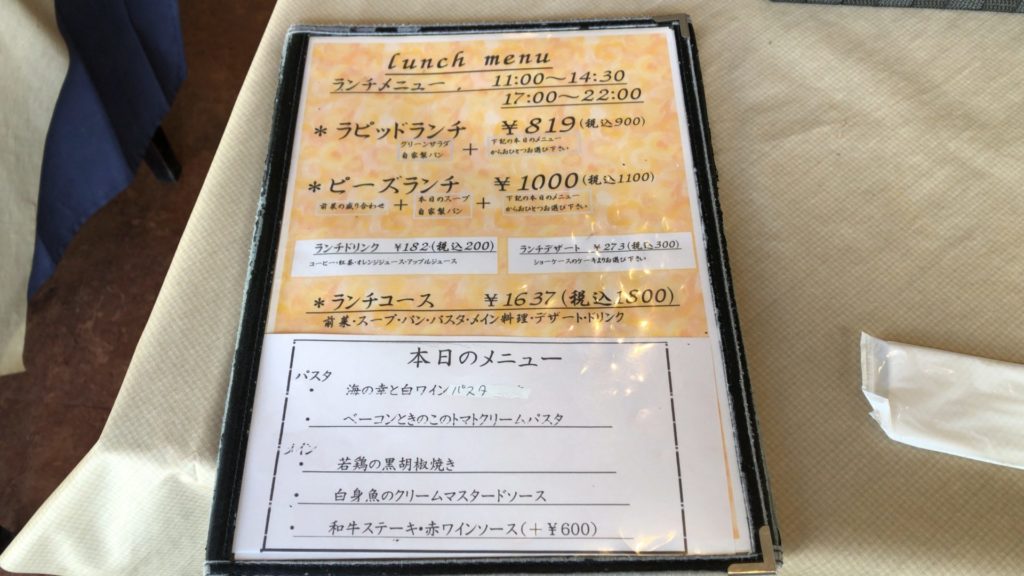 lunch menu
ランチメニュー . 11:00～14:30
17:00～22:00
＊ラピッドランチ ￥819(税込900)
グリーンサラダ
自家製パン
＋
下記の本日のメニュー
からおひとつお選び下さい
＊ピーズランチ ￥1000(税込1100)
前菜の盛り合わせ
＋
本日のスープ
自家製パン
＋
下記の本日のメニュー
からおひとつお選び下さい
ランチドリンク ￥182(税込200)
コーヒー・紅茶・オレンジジュース・アップルジュース
ランチデザート ￥273(税込300)
ショーケースのケーキよりお選び下さい
＊ランチコース ￥1637(税込1800)
前菜・スープ・パン・パスタ・メイン料理・デザート・ドリンク
本日のメニュー
パスタ
・ 海の幸と白ワインパスタ
・ ベーコンときのこのトマトクリームパスタ
メイン
・ 若鶏の黒胡椒焼き
・ 白身魚のクリームマスタードソース
・ 和牛ステーキ・赤ワインソース(＋￥600)